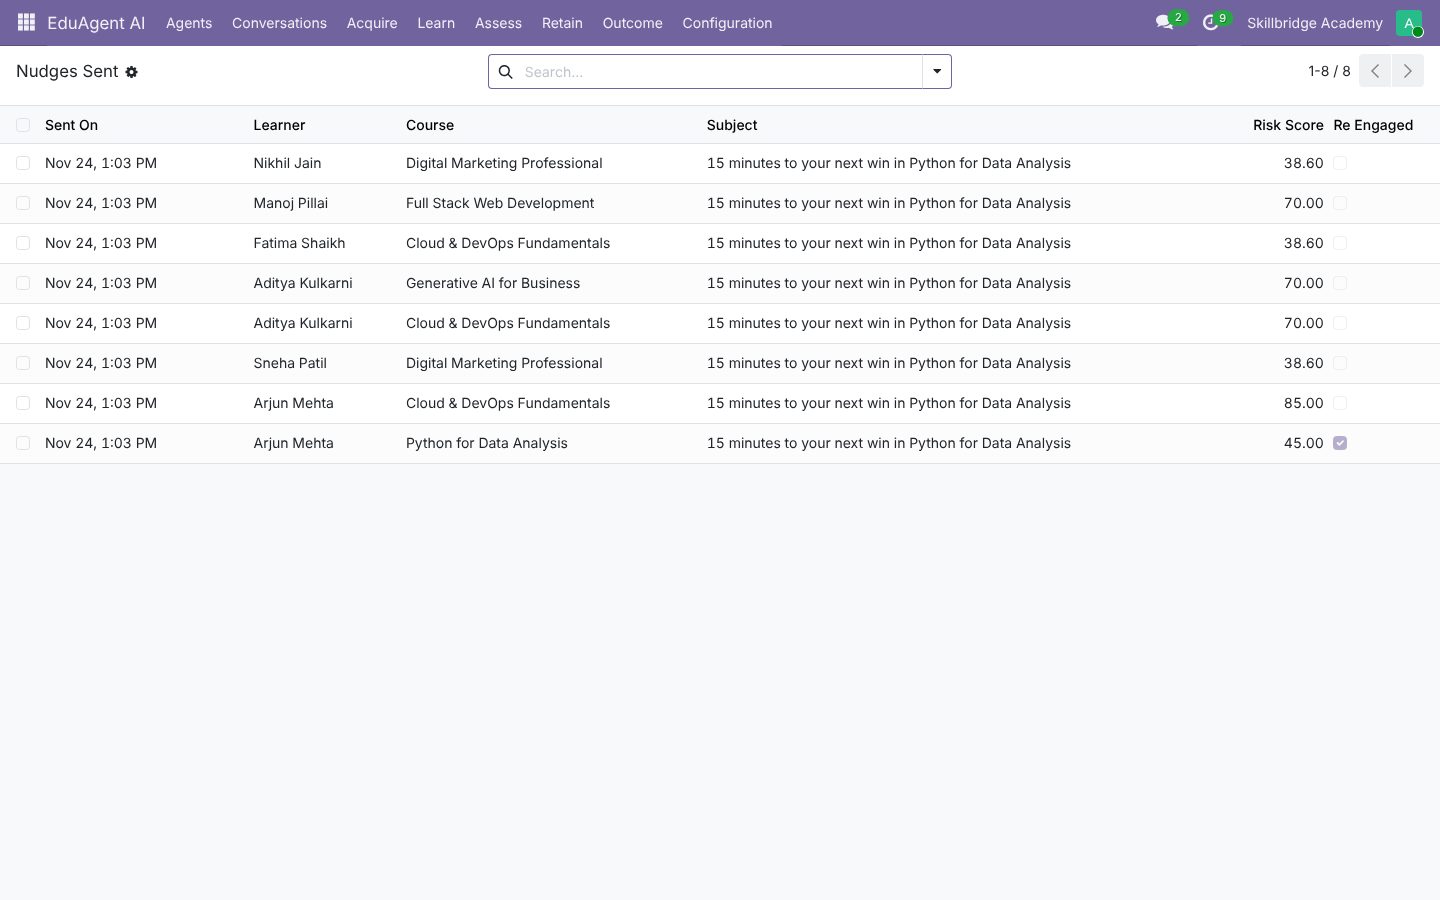 EduAgent AI Agents Conversations Acquire Learn Assess Retain Outcome Configuration 2 9 Skillbridge Academy A
Nudges Sent Search... 1-8 / 8
Sent On Learner Course Subject Risk Score Re Engaged
Nov 24, 1:03 PM Nikhil Jain Digital Marketing Professional 15 minutes to your next win in Python for Data Analysis 38.60
Nov 24, 1:03 PM Manoj Pillai Full Stack Web Development 15 minutes to your next win in Python for Data Analysis 70.00
Nov 24, 1:03 PM Fatima Shaikh Cloud & DevOps Fundamentals 15 minutes to your next win in Python for Data Analysis 38.60
Nov 24, 1:03 PM Aditya Kulkarni Generative AI for Business 15 minutes to your next win in Python for Data Analysis 70.00
Nov 24, 1:03 PM Aditya Kulkarni Cloud & DevOps Fundamentals 15 minutes to your next win in Python for Data Analysis 70.00
Nov 24, 1:03 PM Sneha Patil Digital Marketing Professional 15 minutes to your next win in Python for Data Analysis 38.60
Nov 24, 1:03 PM Arjun Mehta Cloud & DevOps Fundamentals 15 minutes to your next win in Python for Data Analysis 85.00
Nov 24, 1:03 PM Arjun Mehta Python for Data Analysis 15 minutes to your next win in Python for Data Analysis 45.00